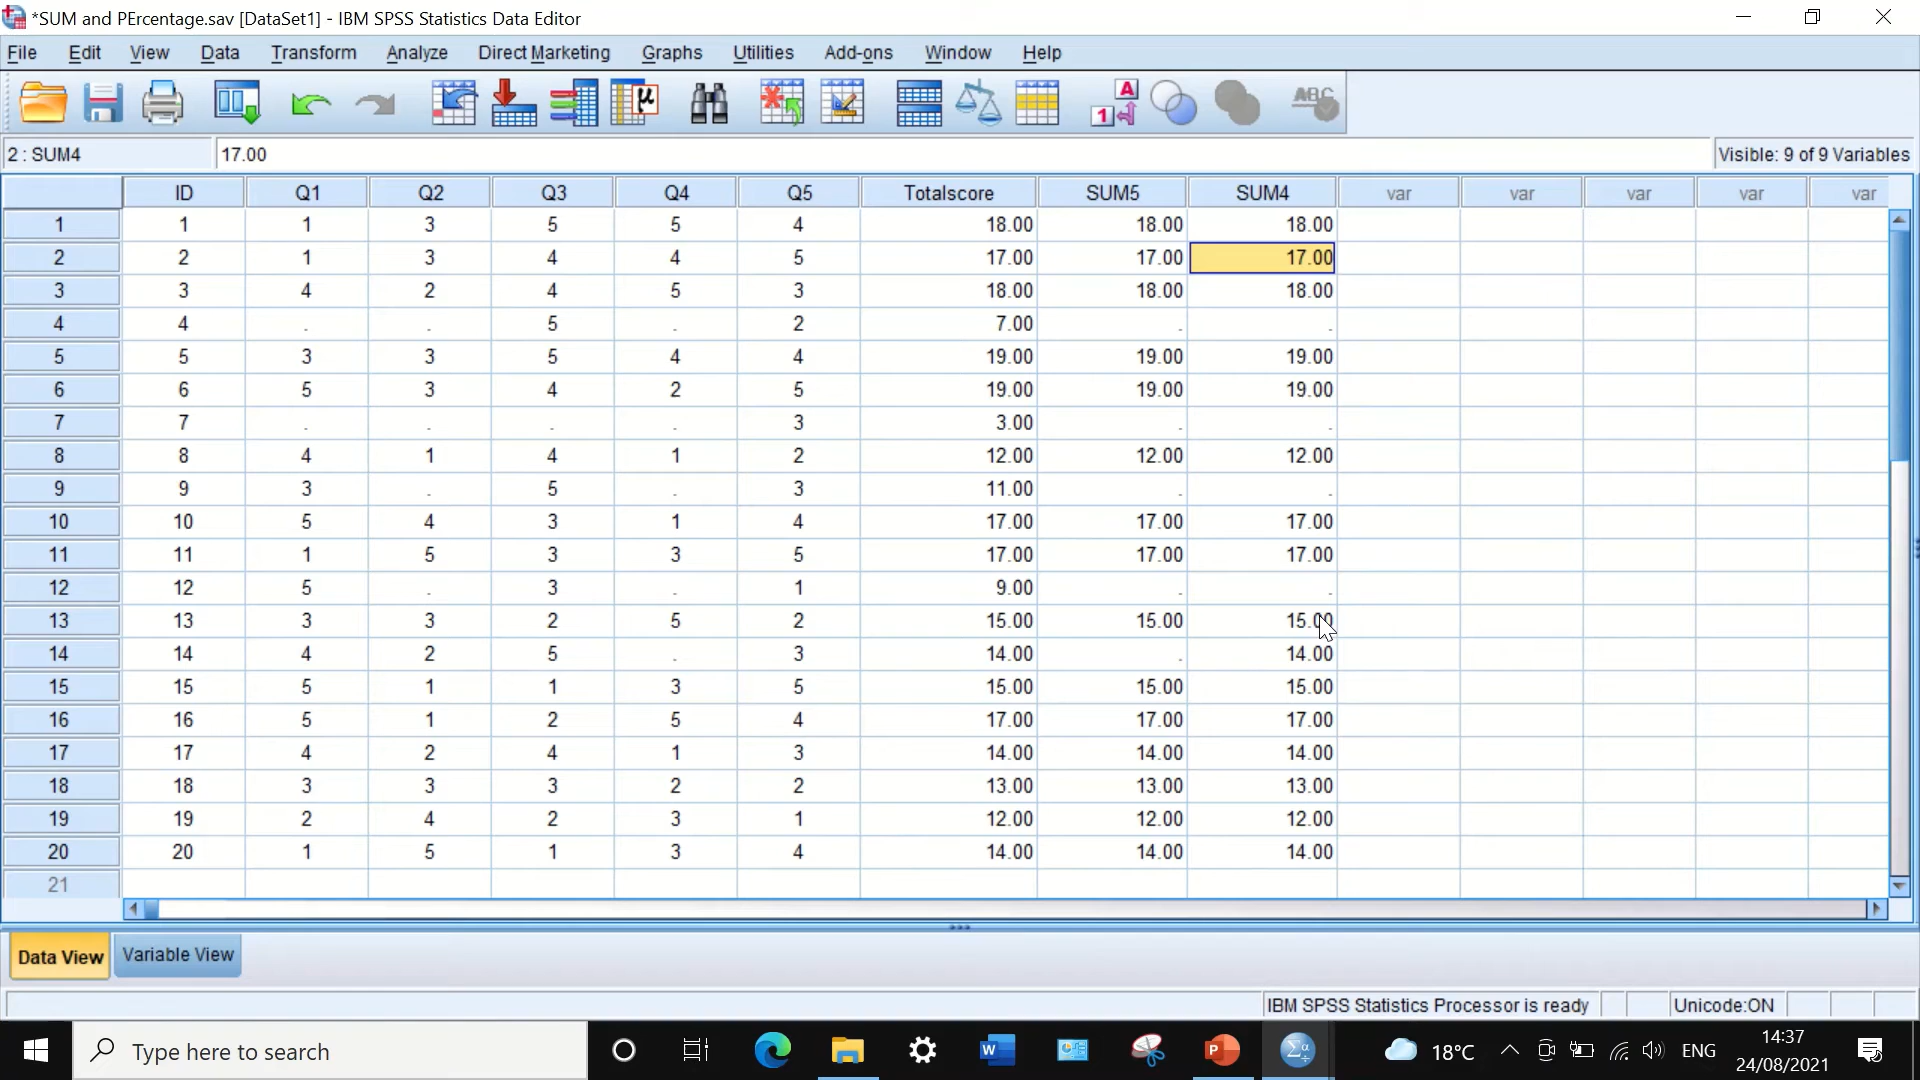 *SUM and PErcentage.sav [DataSet1] - IBM SPSS Statistics Data Editor
File Edit View Data Transform Analyze Direct Marketing Graphs Utilities Add-ons Window Help
μ A 1 ABC
2 : SUM4 17.00 Visible: 9 of 9 Variables
ID Q1 Q2 Q3 Q4 Q5 Totalscore SUM5 SUM4 var var var var var
1 1 1 3 5 5 4 18.00 18.00 18.00
2 2 1 3 4 4 5 17.00 17.00 17.00
3 3 4 2 4 5 3 18.00 18.00 18.00
4 4 . . 5 . 2 7.00 . .
5 5 3 3 5 4 4 19.00 19.00 19.00
6 6 5 3 4 2 5 19.00 19.00 19.00
7 7 . . . . 3 3.00 . .
8 8 4 1 4 1 2 12.00 12.00 12.00
9 9 3 . 5 . 3 11.00 . .
10 10 5 4 3 1 4 17.00 17.00 17.00
11 11 1 5 3 3 5 17.00 17.00 17.00
12 12 5 . 3 . 1 9.00 . .
13 13 3 3 2 5 2 15.00 15.00 15.00
14 14 4 2 5 . 3 14.00 . 14.00
15 15 5 1 1 3 5 15.00 15.00 15.00
16 16 5 1 2 5 4 17.00 17.00 17.00
17 17 4 2 4 1 3 14.00 14.00 14.00
18 18 3 3 3 2 2 13.00 13.00 13.00
19 19 2 4 2 3 1 12.00 12.00 12.00
20 20 1 5 1 3 4 14.00 14.00 14.00
21
Data View Variable View
IBM SPSS Statistics Processor is ready Unicode:ON
Type here to search W P Σα 18°C ENG 14:37
24/08/2021